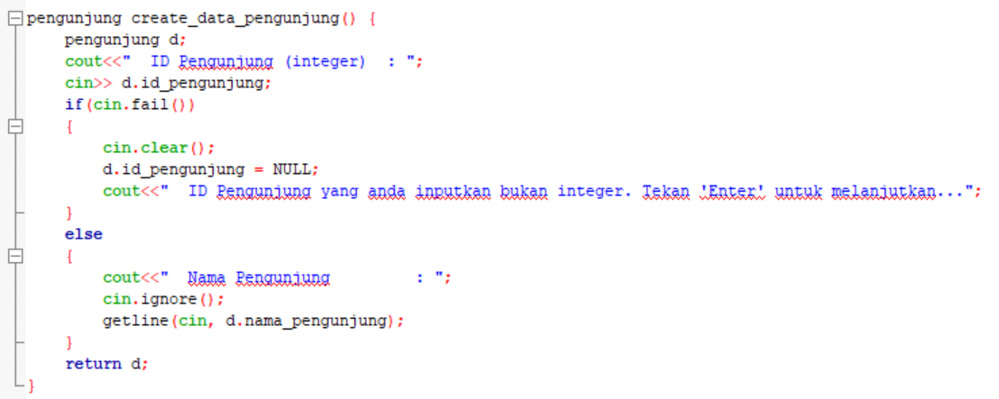 pengunjung create_data_pengunjung() {
    pengunjung d;
    cout<<"  ID Pengunjung (integer)  : ";
    cin>> d.id_pengunjung;
    if(cin.fail())
    {
        cin.clear();
        d.id_pengunjung = NULL;
        cout<<"  ID Pengunjung yang anda inputkan bukan integer. Tekan 'Enter' untuk melanjutkan...";
    }
    else
    {
        cout<<"  Nama Pengunjung         : ";
        cin.ignore();
        getline(cin, d.nama_pengunjung);
    }
    return d;
}